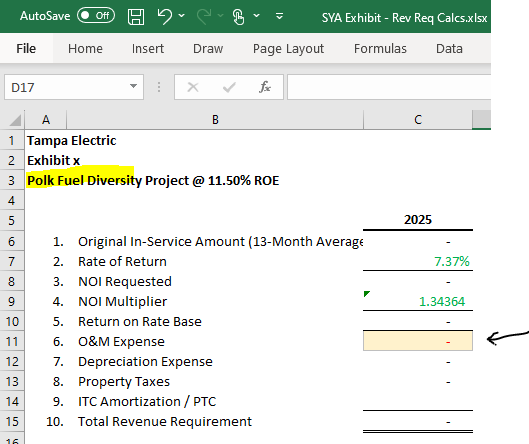 AutoSave Off SYA Exhibit - Rev Req Calcs.xlsx
File Home Insert Draw Page Layout Formulas Data
D17 fx
A B C
1 Tampa Electric
2 Exhibit x
3 Polk Fuel Diversity Project @ 11.50% ROE
4
5 2025
6 1. Original In-Service Amount (13-Month Average -
7 2. Rate of Return 7.37%
8 3. NOI Requested -
9 4. NOI Multiplier 1.34364
10 5. Return on Rate Base -
11 6. O&M Expense -
12 7. Depreciation Expense -
13 8. Property Taxes -
14 9. ITC Amortization / PTC
15 10. Total Revenue Requirement -
16